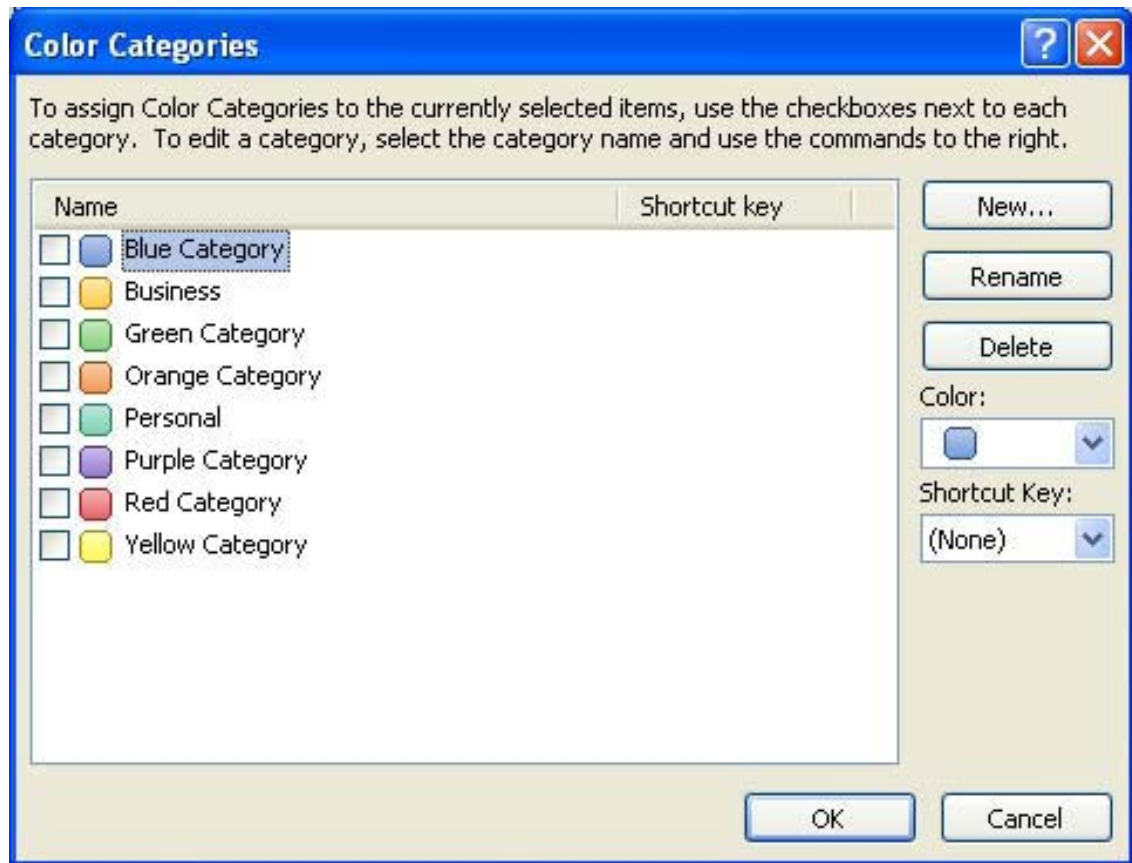 Color Categories
To assign Color Categories to the currently selected items, use the checkboxes next to each
category.  To edit a category, select the category name and use the commands to the right.
Name Shortcut key
Blue Category
Business
Green Category
Orange Category
Personal
Purple Category
Red Category
Yellow Category
New...
Rename
Delete
Color:
Shortcut Key:
(None)
OK Cancel